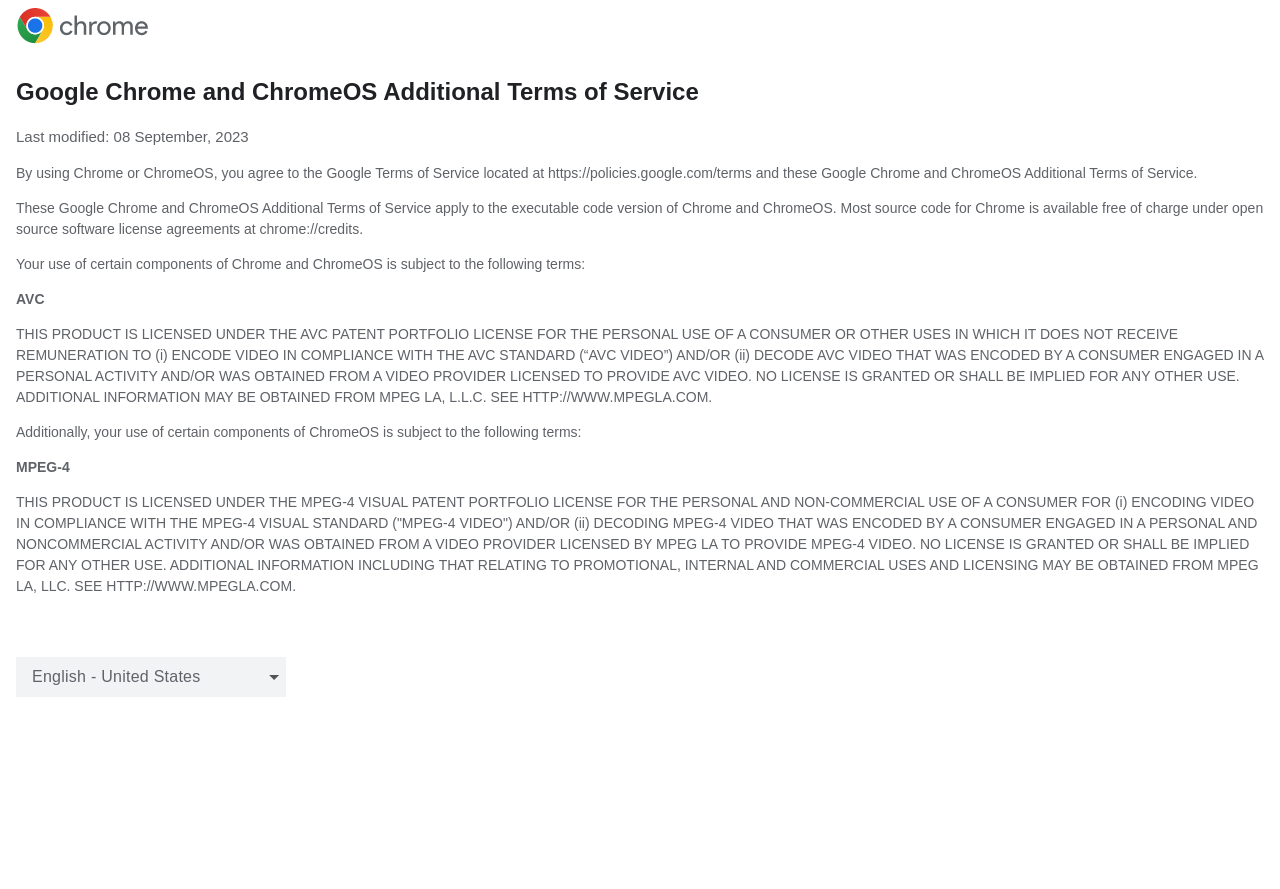 chrome
Google Chrome and ChromeOS Additional Terms of Service
Last modified: 08 September, 2023
By using Chrome or ChromeOS, you agree to the Google Terms of Service located at https://policies.google.com/terms and these Google Chrome and ChromeOS Additional Terms of Service.
These Google Chrome and ChromeOS Additional Terms of Service apply to the executable code version of Chrome and ChromeOS. Most source code for Chrome is available free of charge under open
source software license agreements at chrome://credits.
Your use of certain components of Chrome and ChromeOS is subject to the following terms:
AVC
THIS PRODUCT IS LICENSED UNDER THE AVC PATENT PORTFOLIO LICENSE FOR THE PERSONAL USE OF A CONSUMER OR OTHER USES IN WHICH IT DOES NOT RECEIVE
REMUNERATION TO (i) ENCODE VIDEO IN COMPLIANCE WITH THE AVC STANDARD (“AVC VIDEO”) AND/OR (ii) DECODE AVC VIDEO THAT WAS ENCODED BY A CONSUMER ENGAGED IN A
PERSONAL ACTIVITY AND/OR WAS OBTAINED FROM A VIDEO PROVIDER LICENSED TO PROVIDE AVC VIDEO. NO LICENSE IS GRANTED OR SHALL BE IMPLIED FOR ANY OTHER USE.
ADDITIONAL INFORMATION MAY BE OBTAINED FROM MPEG LA, L.L.C. SEE HTTP://WWW.MPEGLA.COM.
Additionally, your use of certain components of ChromeOS is subject to the following terms:
MPEG-4
THIS PRODUCT IS LICENSED UNDER THE MPEG-4 VISUAL PATENT PORTFOLIO LICENSE FOR THE PERSONAL AND NON-COMMERCIAL USE OF A CONSUMER FOR (i) ENCODING VIDEO
IN COMPLIANCE WITH THE MPEG-4 VISUAL STANDARD ("MPEG-4 VIDEO") AND/OR (ii) DECODING MPEG-4 VIDEO THAT WAS ENCODED BY A CONSUMER ENGAGED IN A PERSONAL AND
NONCOMMERCIAL ACTIVITY AND/OR WAS OBTAINED FROM A VIDEO PROVIDER LICENSED BY MPEG LA TO PROVIDE MPEG-4 VIDEO. NO LICENSE IS GRANTED OR SHALL BE IMPLIED
FOR ANY OTHER USE. ADDITIONAL INFORMATION INCLUDING THAT RELATING TO PROMOTIONAL, INTERNAL AND COMMERCIAL USES AND LICENSING MAY BE OBTAINED FROM MPEG
LA, LLC. SEE HTTP://WWW.MPEGLA.COM.
English - United States